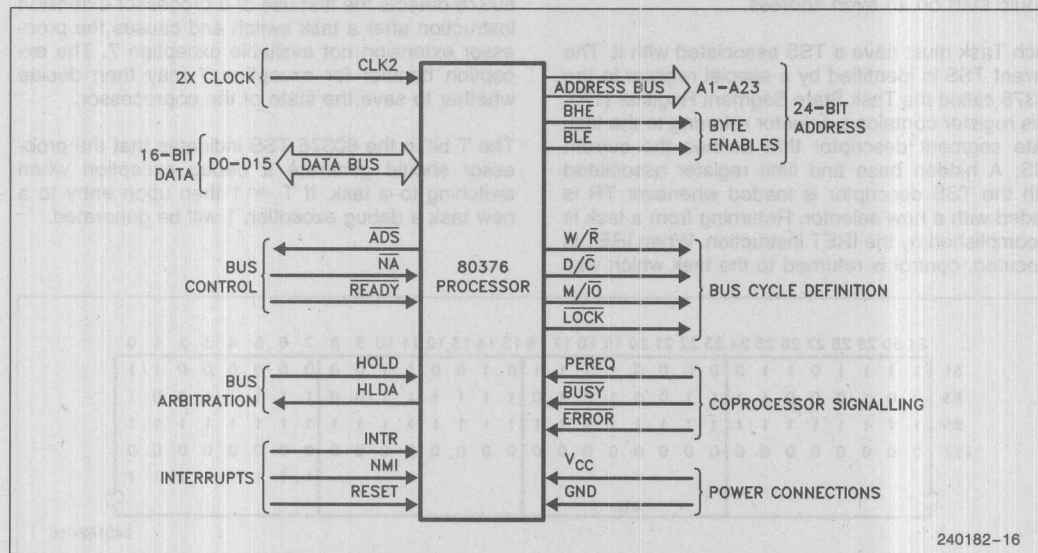 2X CLOCK
CLK2
16-BIT DATA
D0-D15
DATA BUS
BUS CONTROL
ADS
NA
READY
BUS ARBITRATION
HOLD
HLDA
INTERRUPTS
INTR
NMI
RESET
80376 PROCESSOR
ADDRESS BUS
A1-A23
BHE
BLE
BYTE ENABLES
24-BIT ADDRESS
W/R
D/C
M/IO
LOCK
BUS CYCLE DEFINITION
PEREQ
BUSY
ERROR
COPROCESSOR SIGNALLING
VCC
GND
POWER CONNECTIONS
240182-16